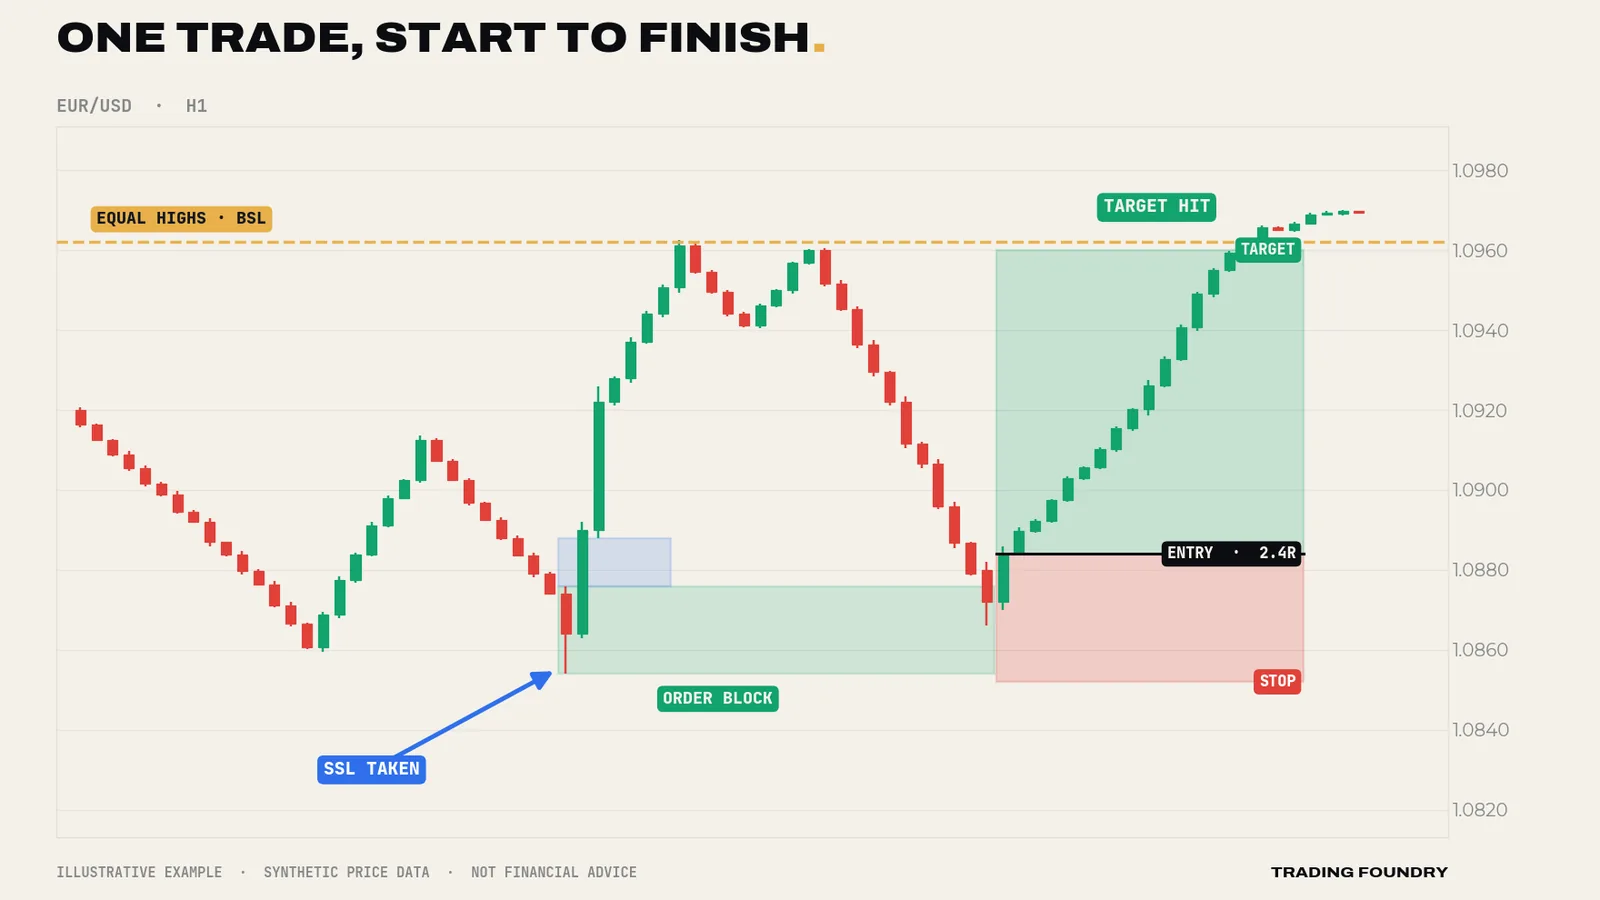 ONE TRADE, START TO FINISH.
EUR/USD · H1
EQUAL HIGHS · BSL
TARGET HIT
TARGET
ENTRY · 2.4R
STOP
ORDER BLOCK
SSL TAKEN
1.0980
1.0960
1.0940
1.0920
1.0900
1.0880
1.0860
1.0840
1.0820
ILLUSTRATIVE EXAMPLE · SYNTHETIC PRICE DATA · NOT FINANCIAL ADVICE
TRADING FOUNDRY